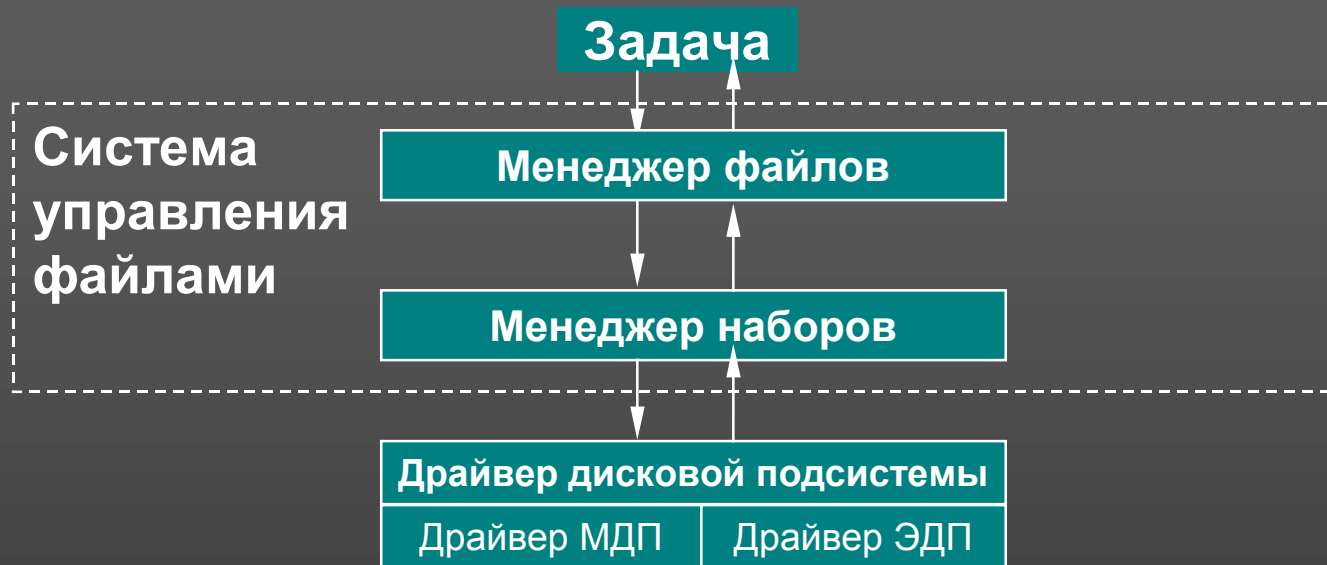 Задача
Система
управления
файлами
Менеджер файлов
Менеджер наборов
Драйвер дисковой подсистемы
Драйвер МДП
Драйвер ЭДП